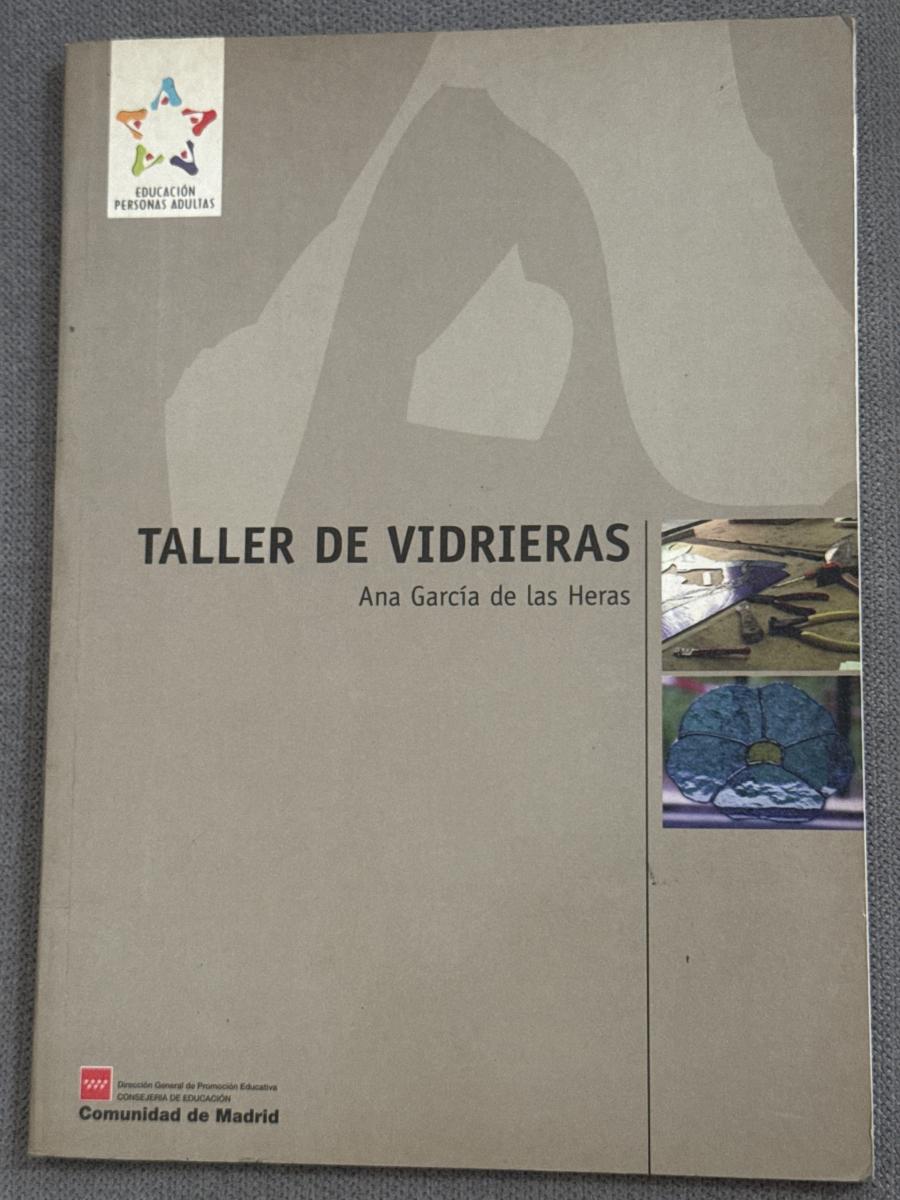 EDUCACIÓN
PERSONAS ADULTAS
TALLER DE VIDRIERAS
Ana García de las Heras
Dirección General de Promoción Educativa
CONSEJERÍA DE EDUCACIÓN
Comunidad de Madrid